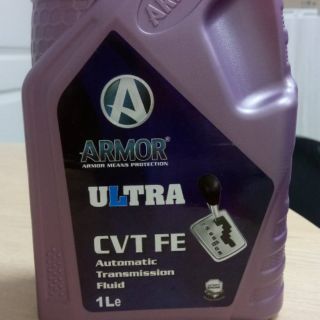 ARMOR®
ARMOR MEANS PROTECTION
ULTRA
CVT FE
Automatic
Transmission
Fluid
1Le